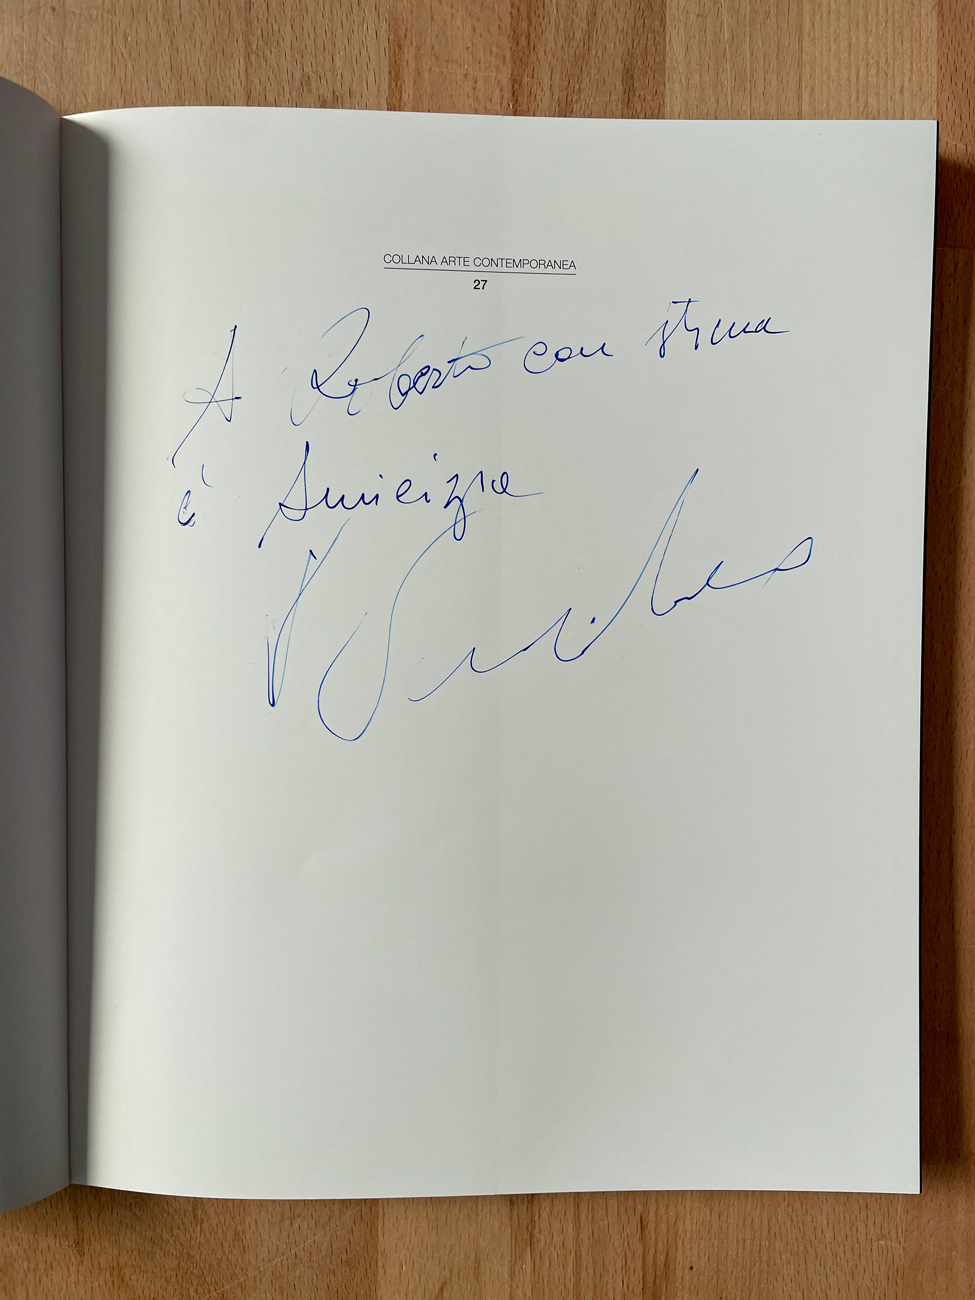 COLLANA ARTE CONTEMPORANEA
27
A Roberto con stima
e Amicizia